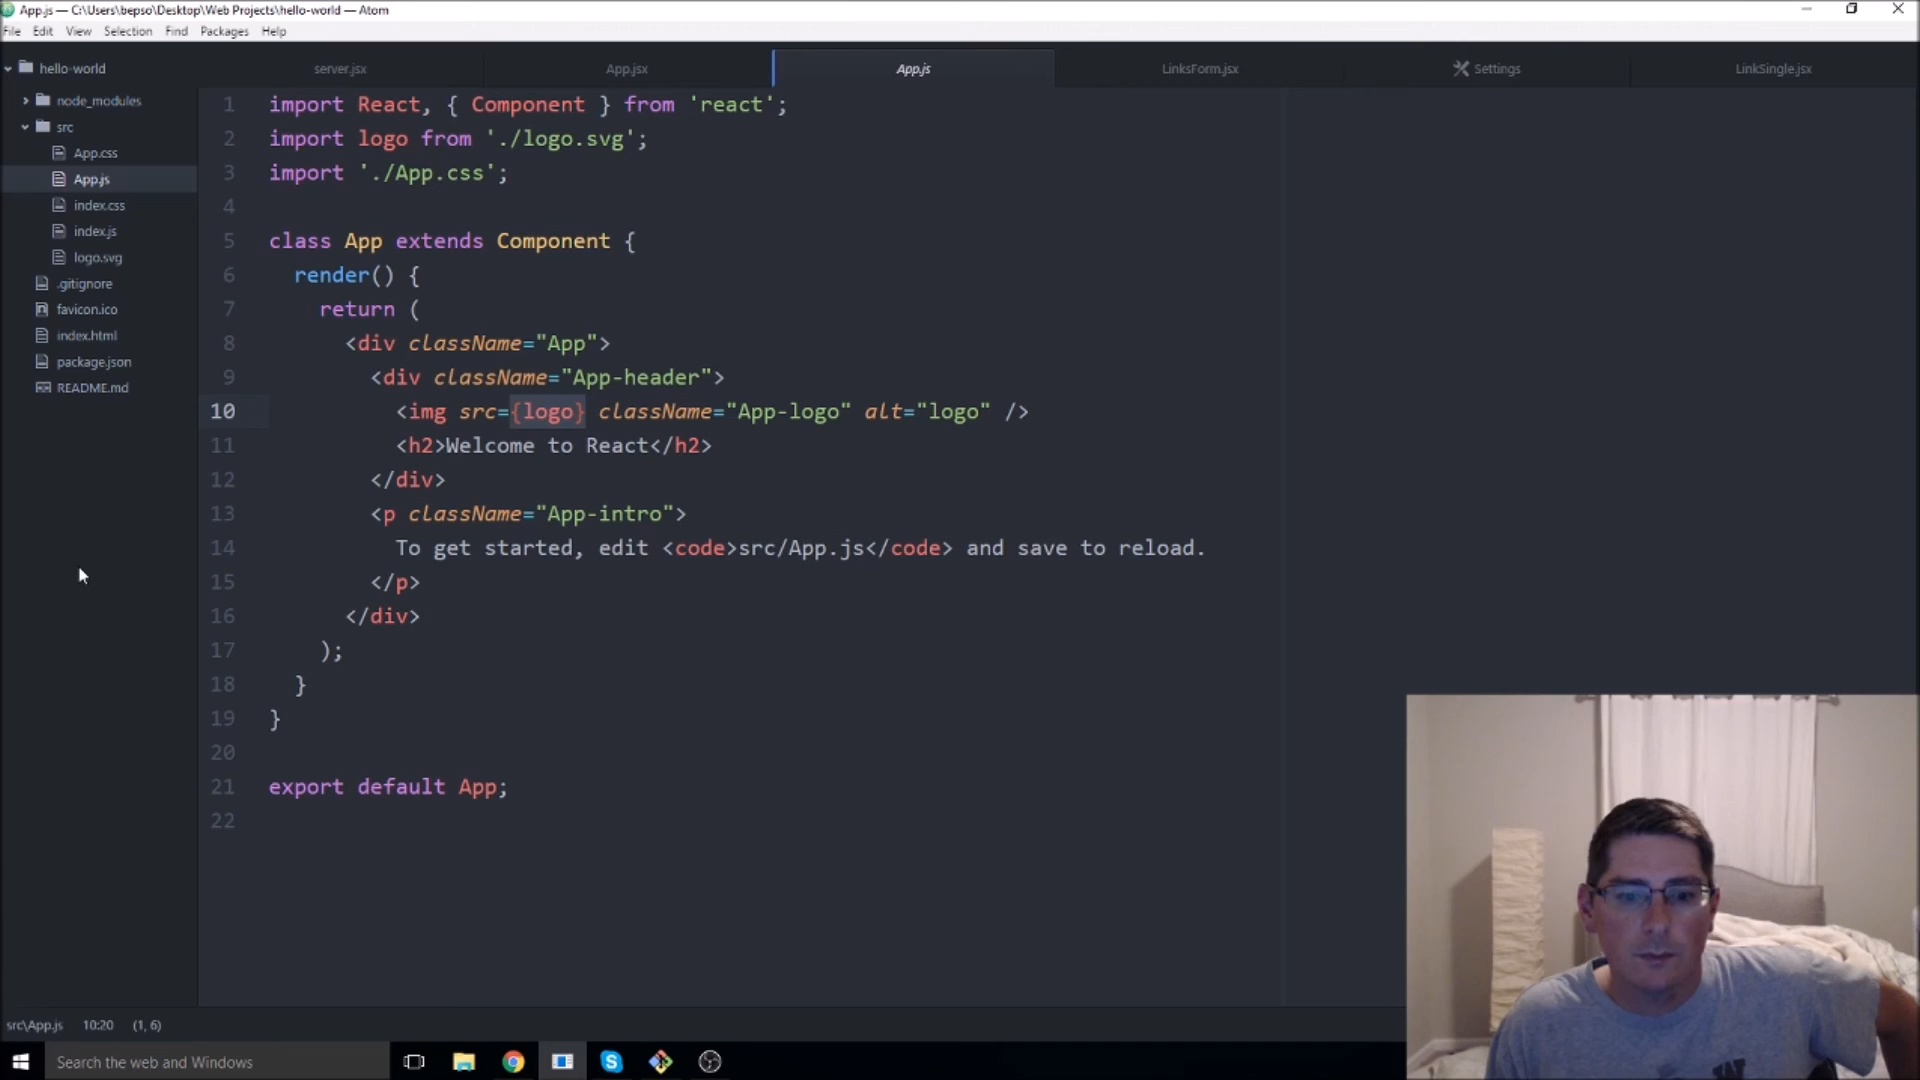 App.js — C:\Users\bepso\Desktop\Web Projects\hello-world — Atom
File Edit View Selection Find Packages Help
hello-world
node_modules
src
App.css
App.js
index.css
index.js
logo.svg
.gitignore
favicon.ico
index.html
package.json
README.md
server.jsx App.jsx App.js LinksForm.jsx Settings LinkSingle.jsx
1 import React, { Component } from 'react';
2 import logo from './logo.svg';
3 import './App.css';
4
5 class App extends Component {
6 render() {
7 return (
8 <div className="App">
9 <div className="App-header">
10 <img src={logo} className="App-logo" alt="logo" />
11 <h2>Welcome to React</h2>
12 </div>
13 <p className="App-intro">
14 To get started, edit <code>src/App.js</code> and save to reload.
15 </p>
16 </div>
17 );
18 }
19 }
20
21 export default App;
22
src\App.js 10:20 (1, 6)
Search the web and Windows